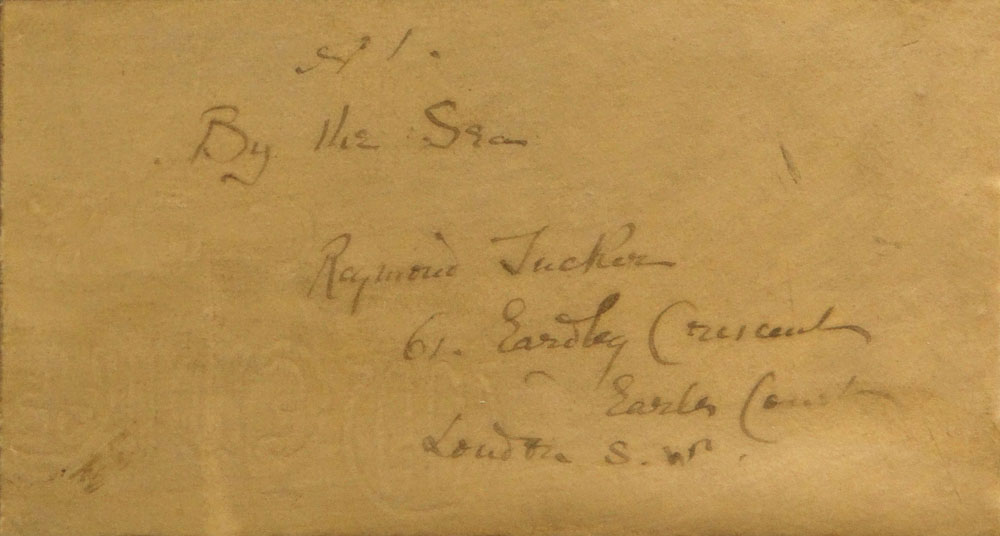 No 1.
By the Sea
Raymond Tucker
61. Eardley Crescent
Earls Court
London S.W.